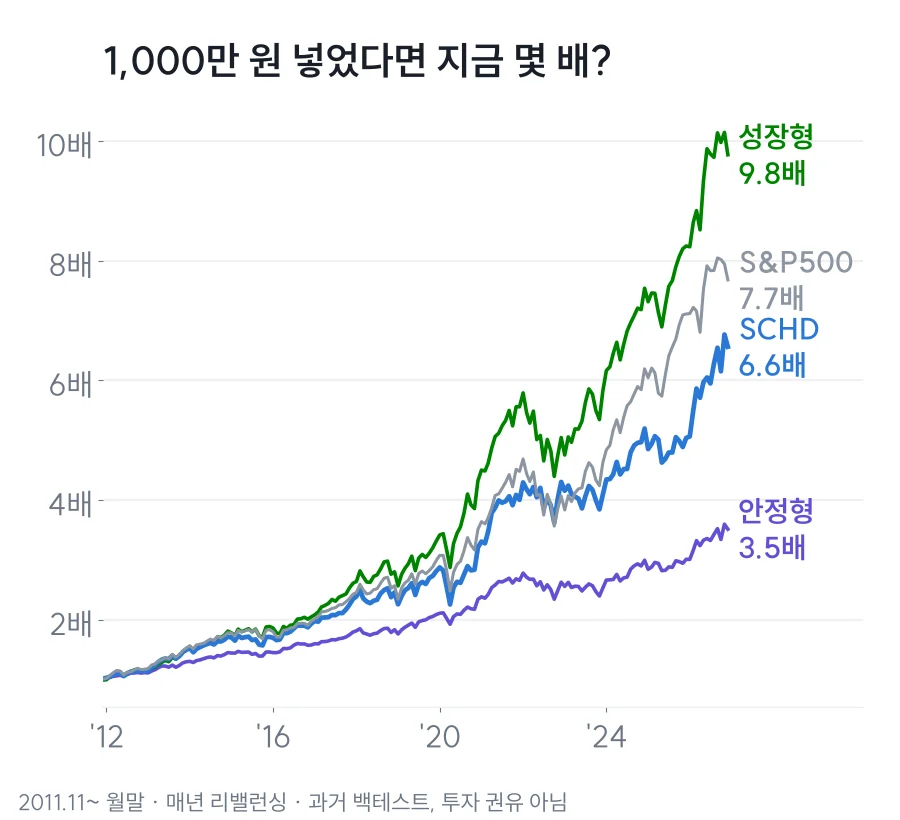 1,000만 원 넣었다면 지금 몇 배?
10배
8배
6배
4배
2배
성장형
9.8배
S&P500
7.7배
SCHD
6.6배
안정형
3.5배
'12
'16
'20
'24
2011.11~ 월말 · 매년 리밸런싱 · 과거 백테스트, 투자 권유 아님